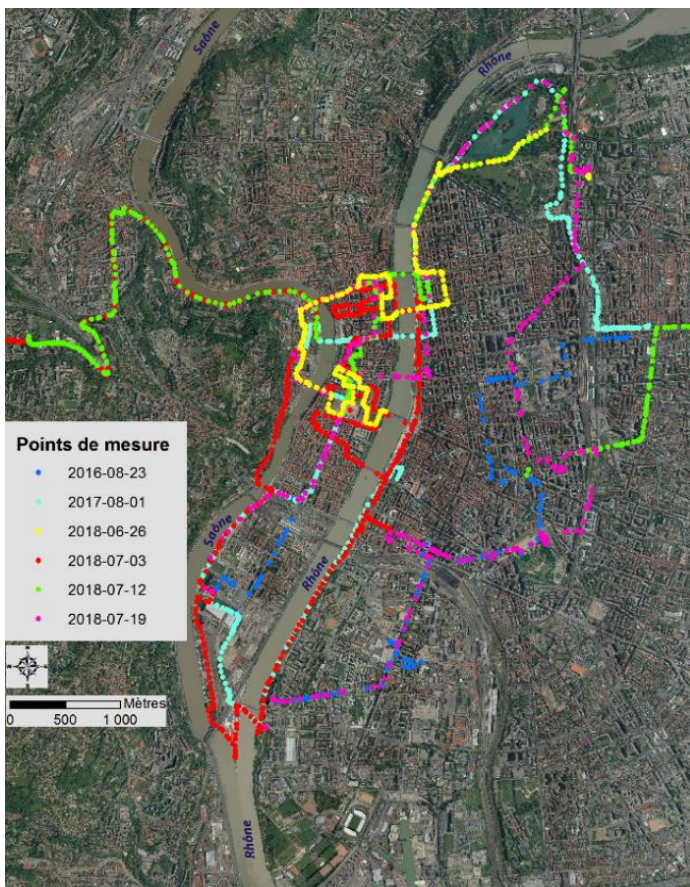 Saône
Rhône
Points de mesure
2016-08-23
2017-08-01
2018-06-26
2018-07-03
2018-07-12
2018-07-19
Saône
Rhône
Mètres
0 500 1 000
Rhône